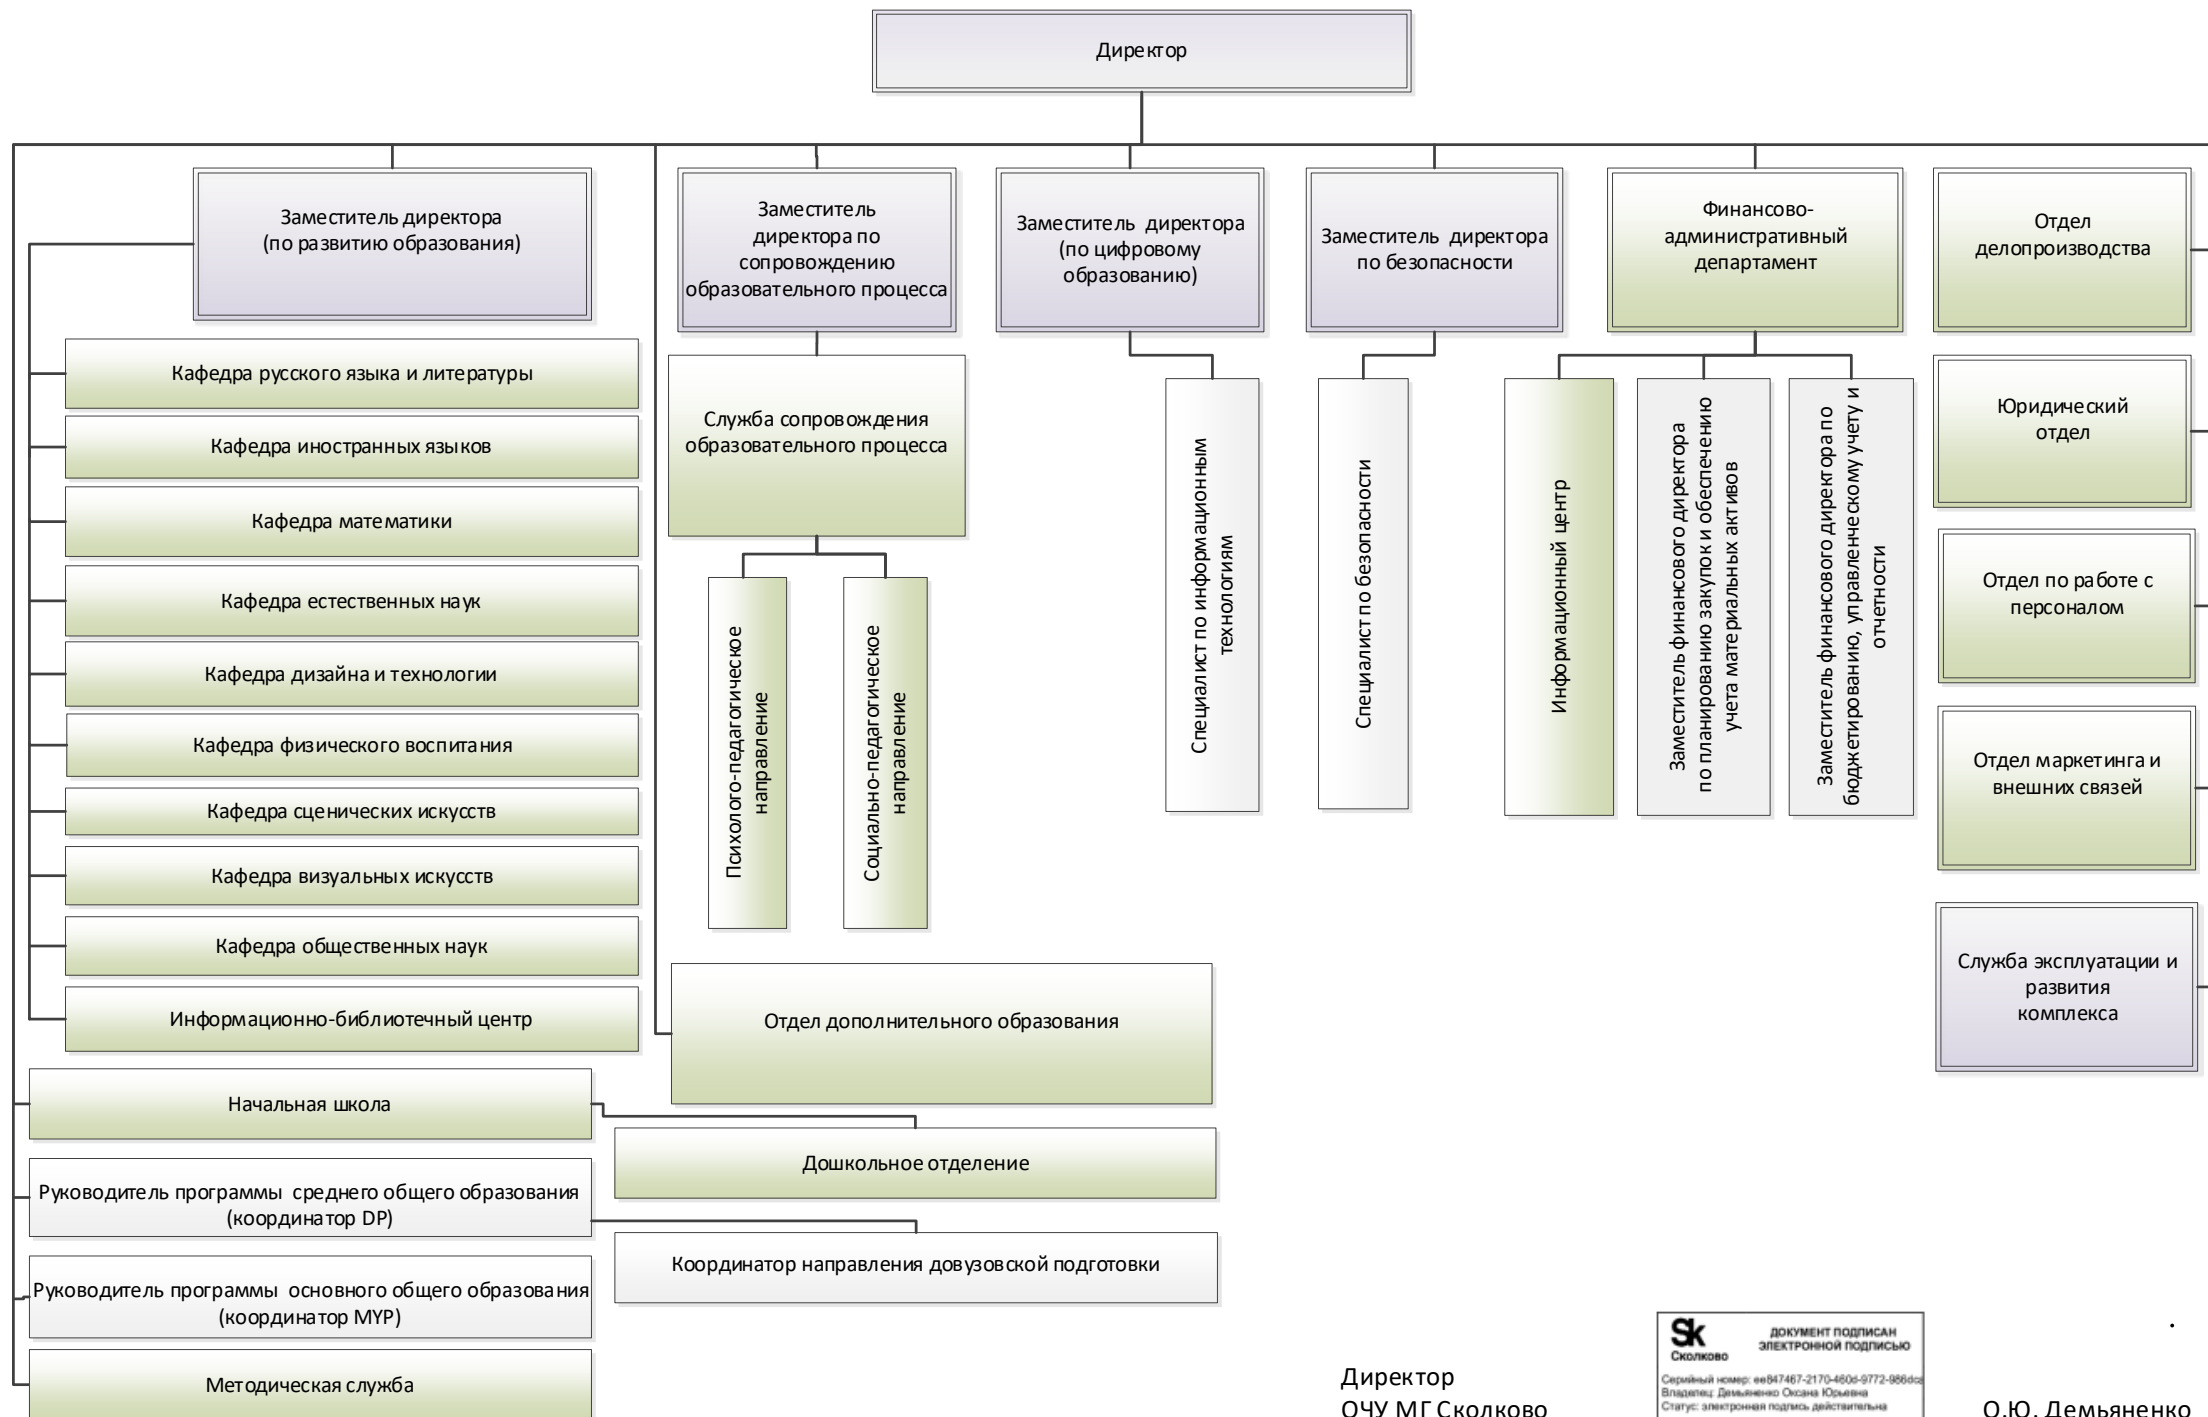 Директор
Заместитель директора
(по развитию образования)
Заместитель
директора по
сопровождению
образовательного процесса
Заместитель директора
(по цифровому
образованию)
Заместитель директора
по безопасности
Финансово-
административный
департамент
Отдел
делопроизводства
Кафедра русского языка и литературы
Кафедра иностранных языков
Кафедра математики
Кафедра естественных наук
Кафедра дизайна и технологии
Кафедра физического воспитания
Кафедра сценических искусств
Кафедра визуальных искусств
Кафедра общественных наук
Информационно-библиотечный центр
Служба сопровождения
образовательного процесса
Психолого-педагогическое
направление
Социально-педагогическое
направление
Специалист по информационным
технологиям
Специалист по безопасности
Информационный центр
Заместитель финансового директора
по планированию закупок и обеспечению
учета материальных активов
Заместитель финансового директора по
бюджетированию, управленческому учету и
отчетности
Юридический
отдел
Отдел по работе с
персоналом
Отдел маркетинга и
внешних связей
Служба эксплуатации и
развития
комплекса
Отдел дополнительного образования
Начальная школа
Дошкольное отделение
Руководитель программы среднего общего образования
(координатор DP)
Координатор направления довузовской подготовки
Руководитель программы основного общего образования
(координатор MYP)
Методическая служба
Директор
ОЧУ МГ Сколково
Sk
Сколково
ДОКУМЕНТ ПОДПИСАН
ЭЛЕКТРОННОЙ ПОДПИСЬЮ
Серийный номер: ee847467-2170-460d-9772-986dca
Владелец: Демьяненко Оксана Юрьевна
Статус: электронная подпись действительна
.
О.Ю. Демьяненко